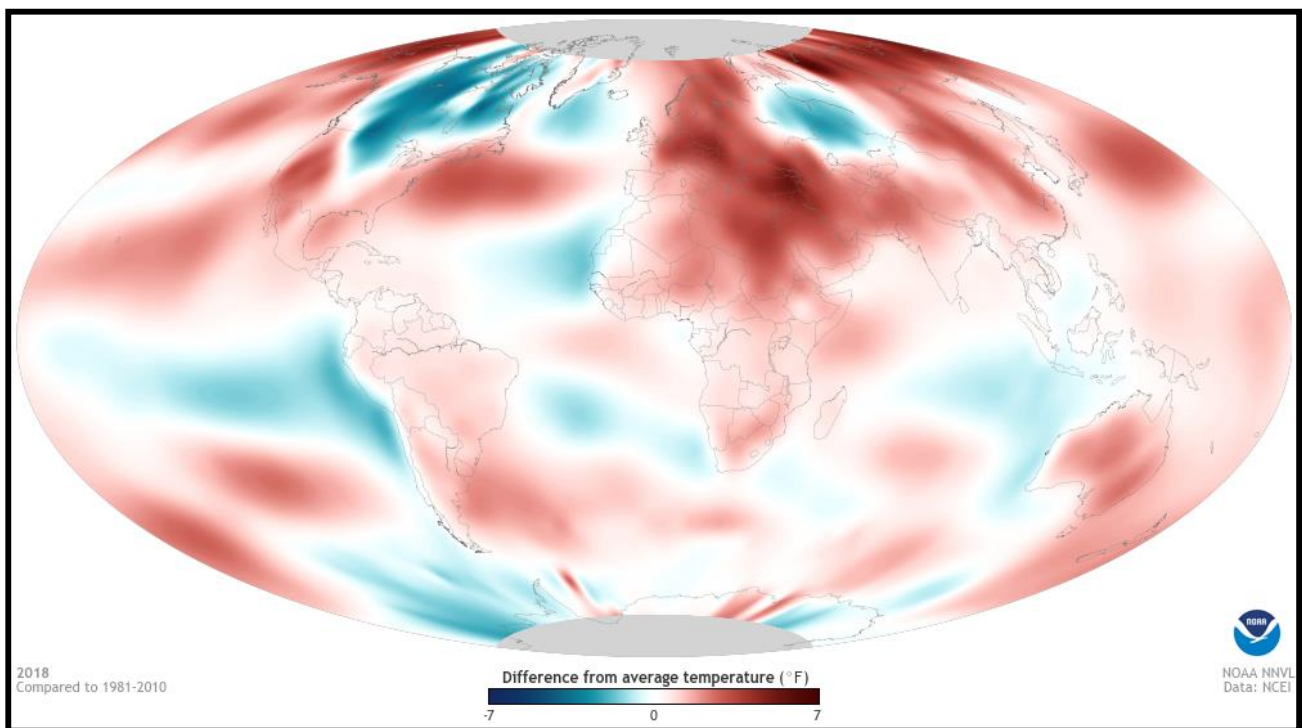 NOAA
2018
Compared to 1981-2010
Difference from average temperature (°F)
-7 0 7
NOAA NNVL
Data: NCEI